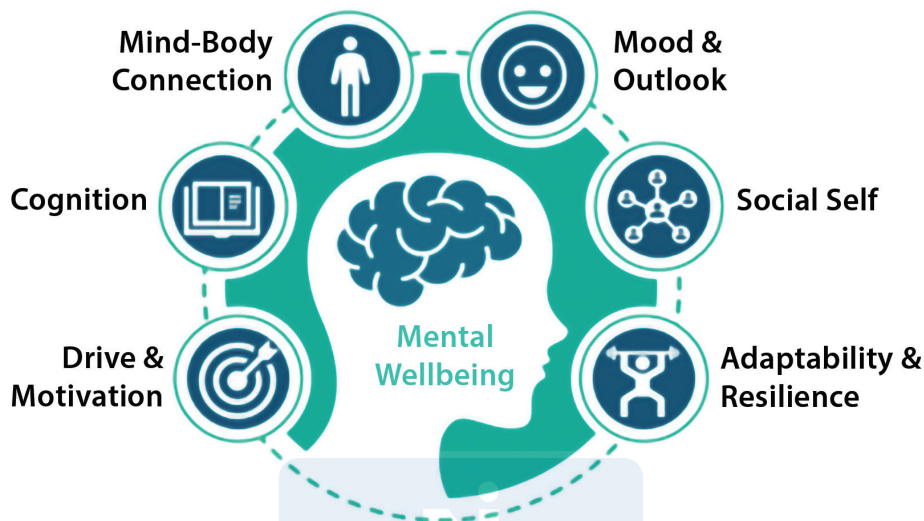 Mind-Body
Connection
Mood &
Outlook
Cognition
Social Self
Mental
Wellbeing
Drive &
Motivation
Adaptability &
Resilience